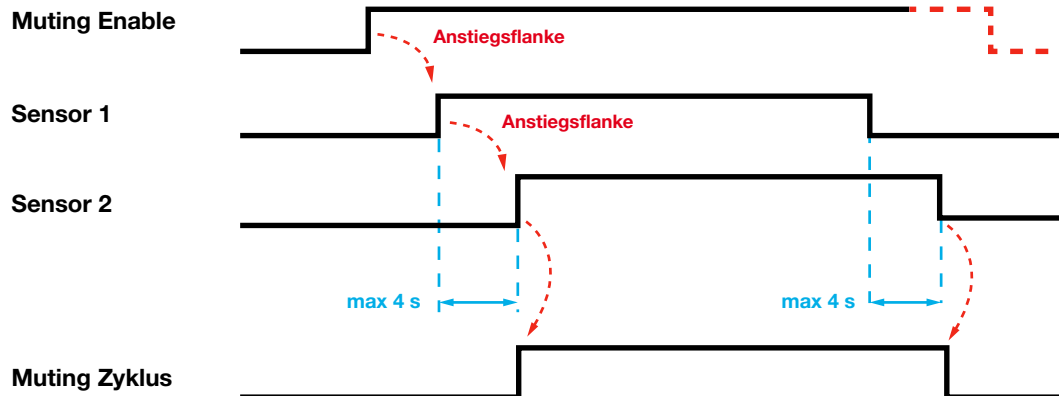 Muting Enable
Anstiegsflanke
Sensor 1
Anstiegsflanke
Sensor 2
max 4 s
max 4 s
Muting Zyklus